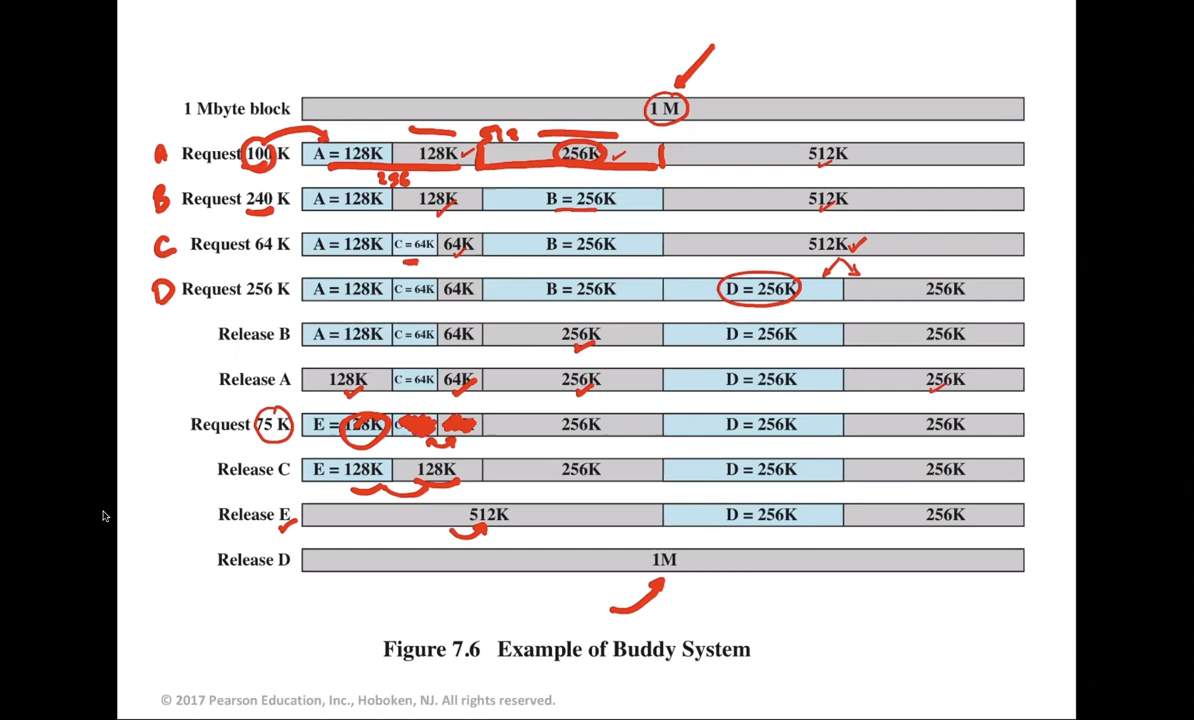 1 Mbyte block 1 M
A Request 100 K A = 128K 128K 512 256K 512K
256
B Request 240 K A = 128K 128K B = 256K 512K
C Request 64 K A = 128K C = 64K 64K B = 256K 512K
D Request 256 K A = 128K C = 64K 64K B = 256K D = 256K 256K
Release B A = 128K C = 64K 64K 256K D = 256K 256K
Release A 128K C = 64K 64K 256K D = 256K 256K
Request 75 K E = 128K 256K D = 256K 256K
Release C E = 128K 128K 256K D = 256K 256K
Release E 512K D = 256K 256K
Release D 1M
Figure 7.6 Example of Buddy System
© 2017 Pearson Education, Inc., Hoboken, NJ. All rights reserved.